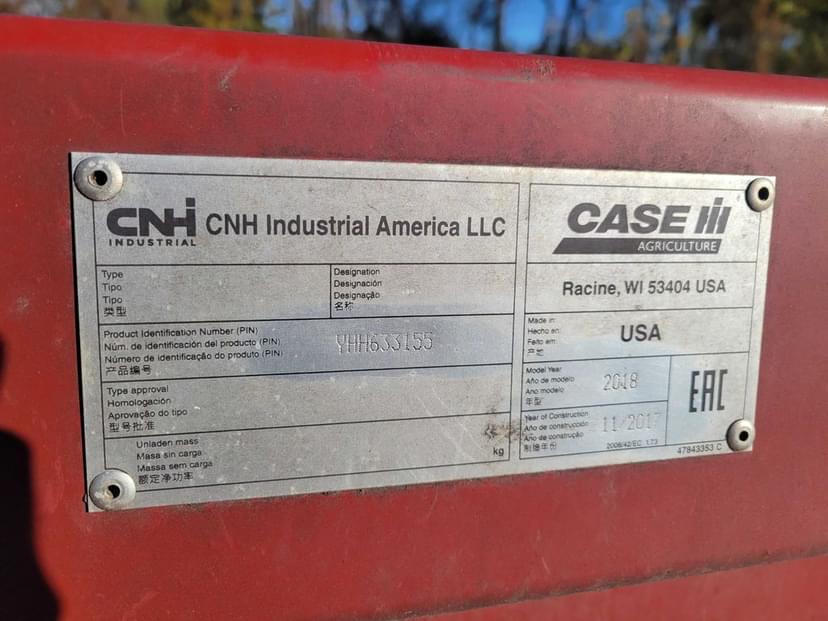 CNH INDUSTRIAL CNH Industrial America LLC
CASE IH
AGRICULTURE
Type
Tipo
Tipo
类型
Designation
Designación
Designação
名称
Racine, WI 53404 USA
Product Identification Number (PIN)
Núm. de identificación del producto (PIN)
Número de identificação do produto (PIN)
产品编号
YHH633155
Made in:
Hecho en:
Feito em:
产地
USA
Type approval
Homologación
Aprovação do tipo
型号批准
Model Year
Año de modelo
Ano modelo
年型
2018
EAC
Unladen mass
Masa sin carga
Massa sem carga
额定净功率
kg
Year of Construction
Año de construcción
Ano de construção
制造年份
11/2017
2006/42/EC 1.7.3
47843353 C